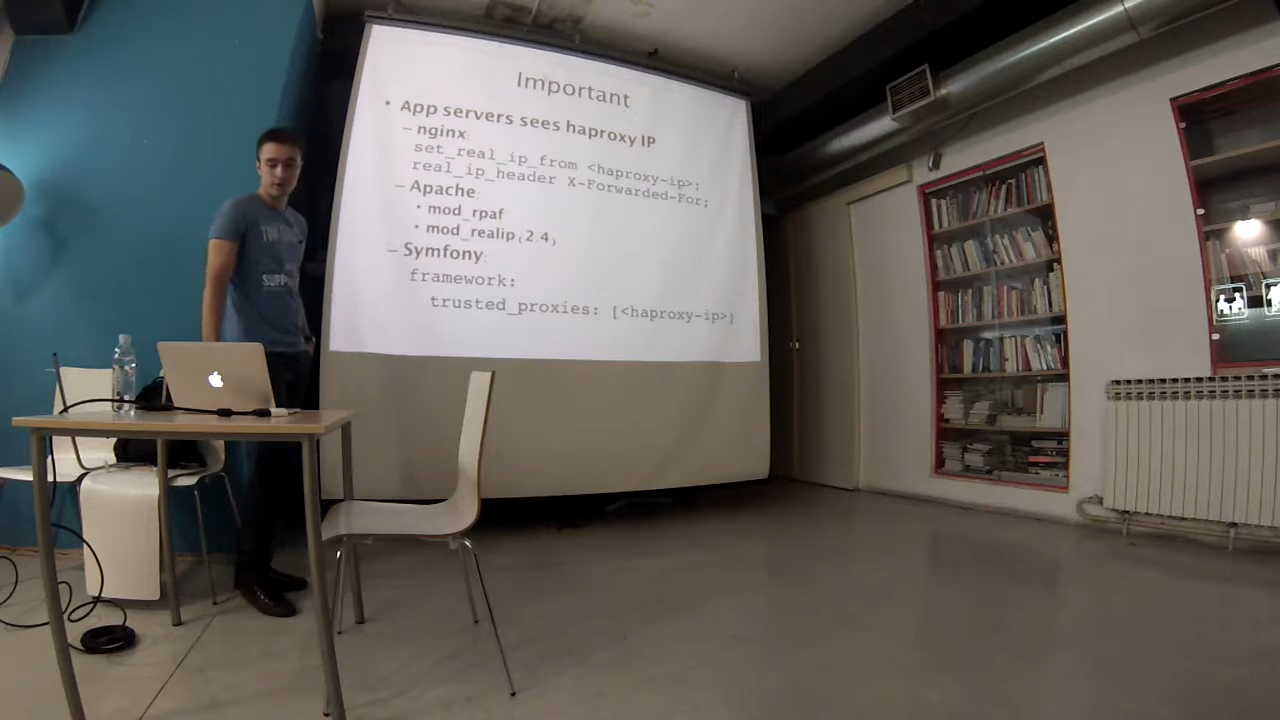 Important
• App servers sees haproxy IP
– nginx:
set_real_ip_from <haproxy-ip>;
real_ip_header X-Forwarded-For;
– Apache:
• mod_rpaf
• mod_realip (2.4)
– Symfony:
framework:
trusted_proxies: [<haproxy-ip>]